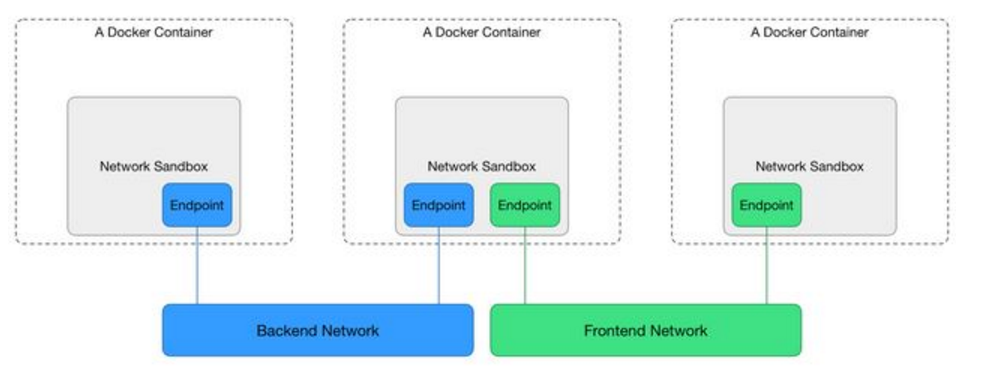 A Docker Container
A Docker Container
A Docker Container
Network Sandbox
Network Sandbox
Network Sandbox
Endpoint
Endpoint
Endpoint
Endpoint
Backend Network
Frontend Network